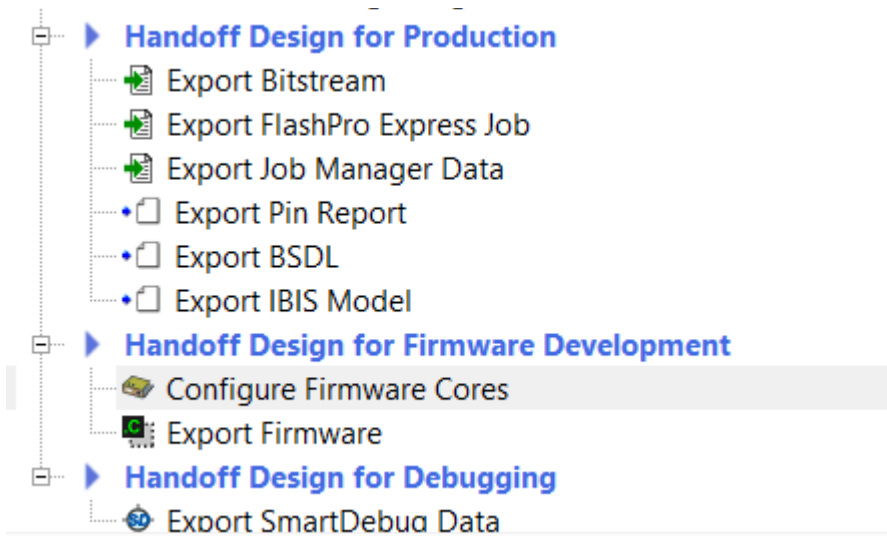 Handoff Design for Production
Export Bitstream
Export FlashPro Express Job
Export Job Manager Data
Export Pin Report
Export BSDL
Export IBIS Model
Handoff Design for Firmware Development
Configure Firmware Cores
Export Firmware
Handoff Design for Debugging
Export SmartDebug Data